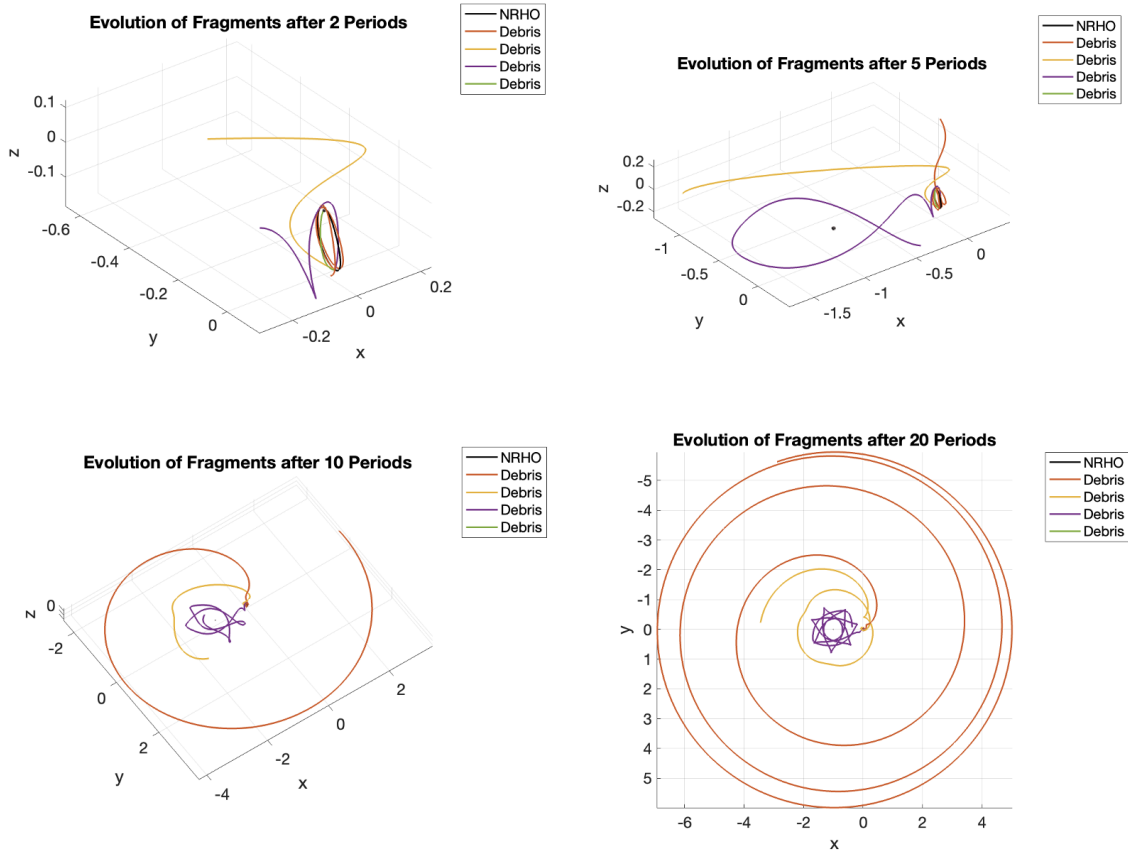 Evolution of Fragments after 2 Periods
NRHO
Debris
Debris
Debris
Debris
0.1
0
-0.1
z
-0.6
-0.4
-0.2
0
y
-0.2
0
0.2
x
Evolution of Fragments after 5 Periods
NRHO
Debris
Debris
Debris
Debris
0.2
0
-0.2
z
-1
-0.5
0
y
-1.5
-1
-0.5
0
x
Evolution of Fragments after 10 Periods
NRHO
Debris
Debris
Debris
Debris
0
z
-2
0
2
y
-4
-2
0
2
x
Evolution of Fragments after 20 Periods
NRHO
Debris
Debris
Debris
Debris
-5
-4
-3
-2
-1
0
1
2
3
4
5
y
-6
-4
-2
0
2
4
x